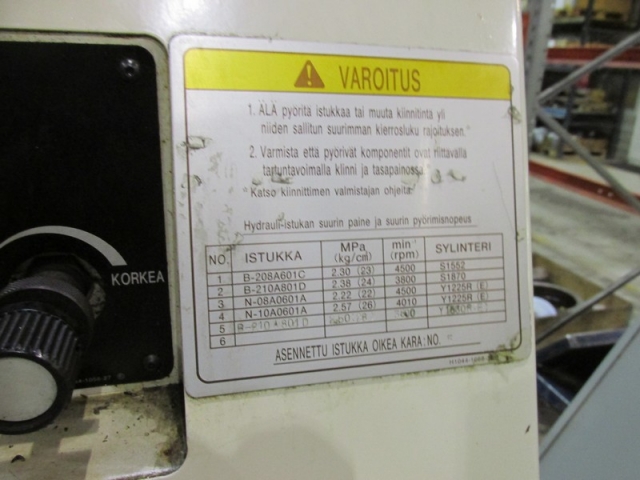 VAROITUS
1. ÄLÄ pyöritä istukkaa tai muuta kiinnitintä yli
niiden sallitun suurimman kierrosluku rajoituksen.
2. Varmista että pyörivät komponentit ovat riittävalla
tartuntavoimalla kiinni ja tasapainossa.
Katso kiinnittimen valmistajan ohjeita
Hydrauli-istukan suurin paine ja suurin pyörimisnopeus
NO. ISTUKKA MPa (kg/cm²) min⁻¹ (rpm) SYLINTERI
1 B-208A601C 2.30 (23) 4500 S1552
2 B-210A801D 2.38 (24) 3800 S1870
3 N-08A0601A 2.22 (22) 4500 Y1225R (E)
4 N-10A0601A 2.57 (26) 4010 Y1225R (E)
5
6
ASENNETTU ISTUKKA OIKEA KARA: NO.
KORKEA